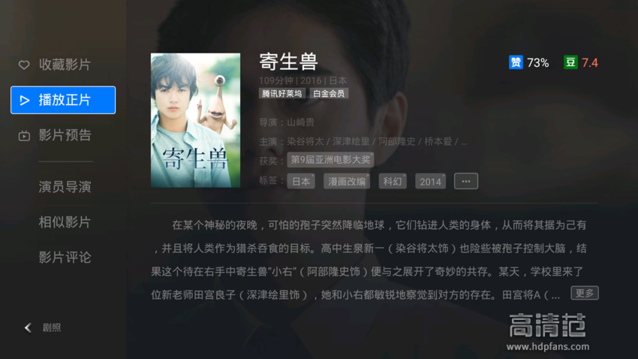 收藏影片
播放正片
影片预告
演员导演
相似影片
影片评论
剧照
寄生兽
寄生兽
109分钟 | 2016 | 日本
腾讯好莱坞 白金会员
赞 73% 豆 7.4
导演：山崎贵
主演：染谷将太 / 深津绘里 / 阿部隆史 / 桥本爱 / ...
获奖：第9届亚洲电影大奖
标签：日本 漫画改编 科幻 2014 ...
在某个神秘的夜晚，可怕的孢子突然降临地球，它们钻进人类的身体，从而将其据为己有
，并且将人类作为猎杀吞食的目标。高中生泉新一（染谷将太饰）也险些被孢子控制大脑，结
果这个待在右手中寄生兽“小右”（阿部隆史饰）便与之展开了奇妙的共存。某天，学校里来了
位新老师田宫良子（深津绘里饰），她和小右都敏锐地察觉到对方的存在。田宫将A（... 更多
高清范
www.hdpfans.com